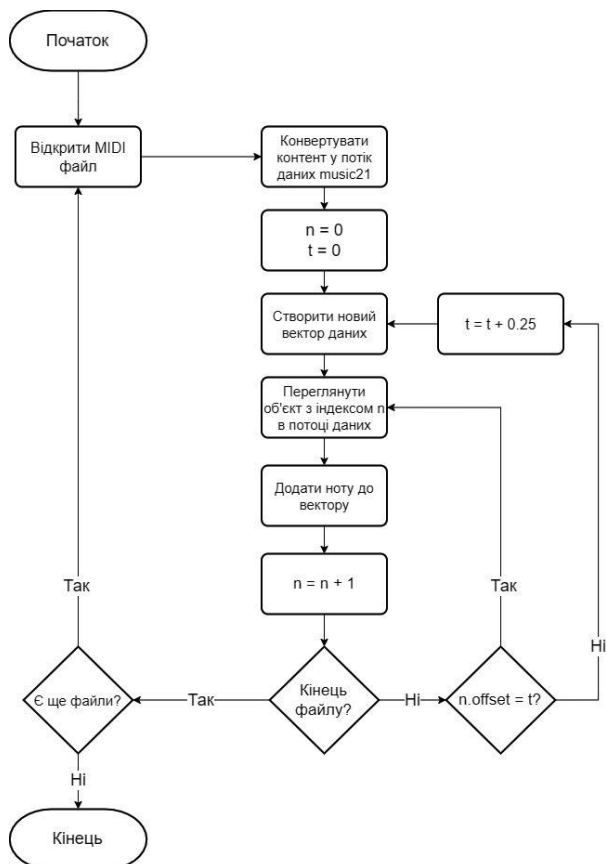 Початок
Відкрити MIDI
файл
Конвертувати
контент у потік
даних music21
n = 0
t = 0
Створити новий
вектор даних
t = t + 0.25
Переглянути
об'єкт з індексом n
в потоці даних
Додати ноту до
вектору
n = n + 1
Так
Так
Ні
Є ще файли?
Так
Кінець
файлу?
Ні
n.offset = t?
Ні
Кінець